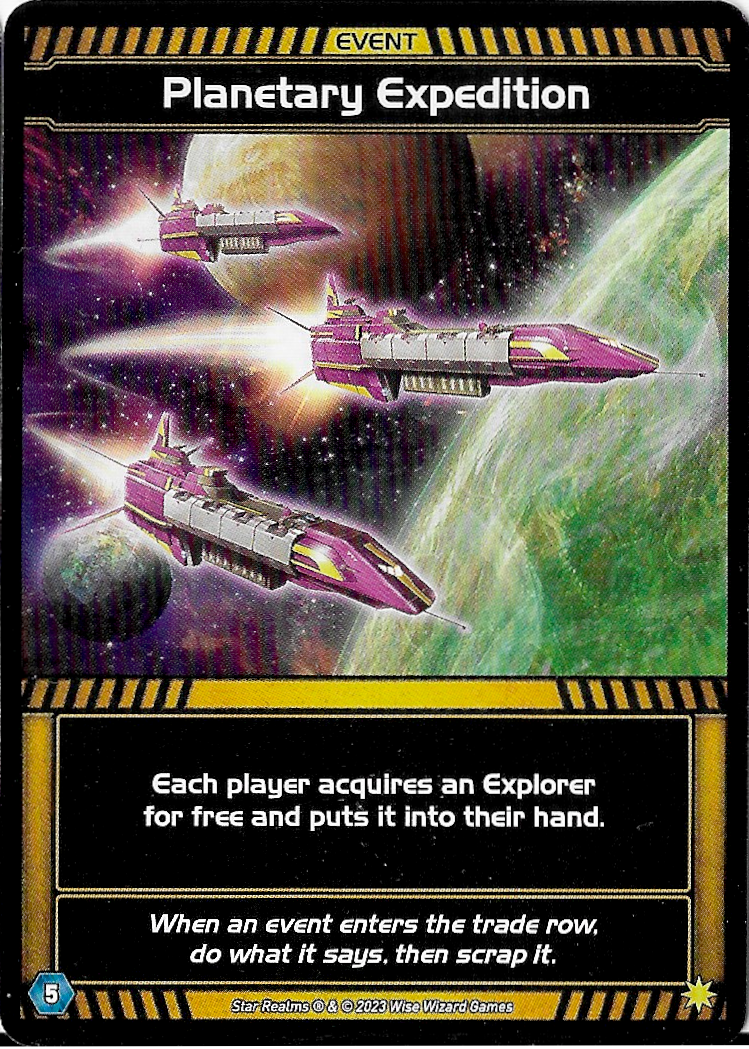 EVENT
Planetary Expedition
Each player acquires an Explorer
for free and puts it into their hand.
When an event enters the trade row,
do what it says, then scrap it.
5
Star Realms ® & © 2023 Wise Wizard Games